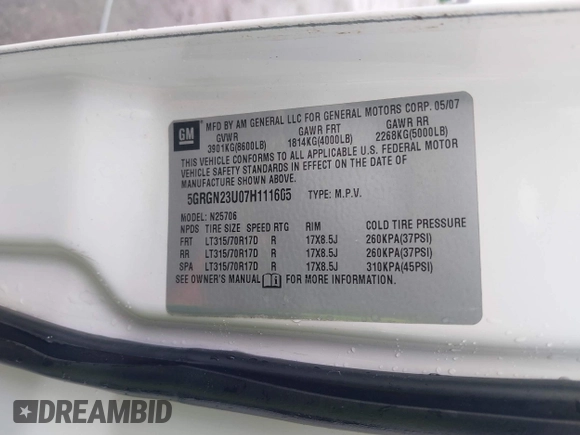 GM
MFD BY AM GENERAL LLC FOR GENERAL MOTORS CORP. 05/07
GVWR GAWR FRT GAWR RR
3901KG(8600LB) 1814KG(4000LB) 2268KG(5000LB)
THIS VEHICLE CONFORMS TO ALL APPLICABLE U.S. FEDERAL MOTOR
VEHICLE SAFETY STANDARDS IN EFFECT ON THE DATE OF
MANUFACTURE SHOWN ABOVE.
5GRGN23U07H111605 TYPE: M.P.V.
MODEL: N25706
NPDS TIRE SIZE SPEED RTG RIM COLD TIRE PRESSURE
FRT LT315/70R17D R 17X8.5J 260KPA(37PSI)
RR LT315/70R17D R 17X8.5J 260KPA(37PSI)
SPA LT315/70R17D R 17X8.5J 310KPA(45PSI)
SEE OWNER'S MANUAL FOR MORE INFORMATION.
DREAMBID